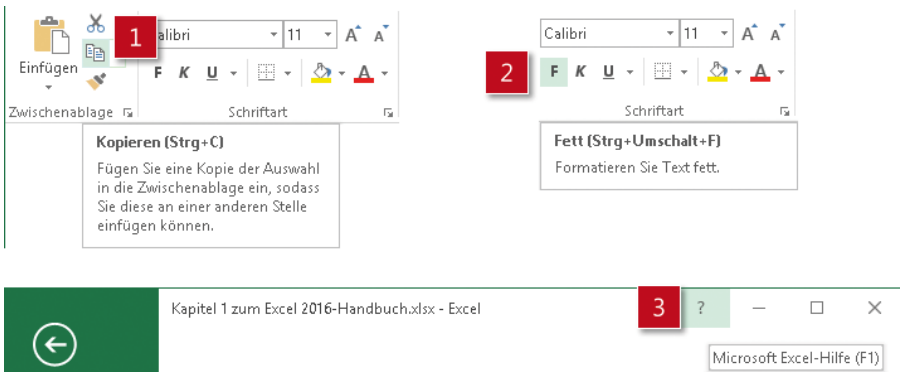 1
alibri 11 A A
Einfügen
F K U A
Zwischenablage Schriftart
Kopieren (Strg+C)
Fügen Sie eine Kopie der Auswahl
in die Zwischenablage ein, sodass
Sie diese an einer anderen Stelle
einfügen können.
Calibri 11 A A
2
F K U A
Schriftart
Fett (Strg+Umschalt+F)
Formatieren Sie Text fett.
Kapitel 1 zum Excel 2016-Handbuch.xlsx - Excel
3
?
Microsoft Excel-Hilfe (F1)